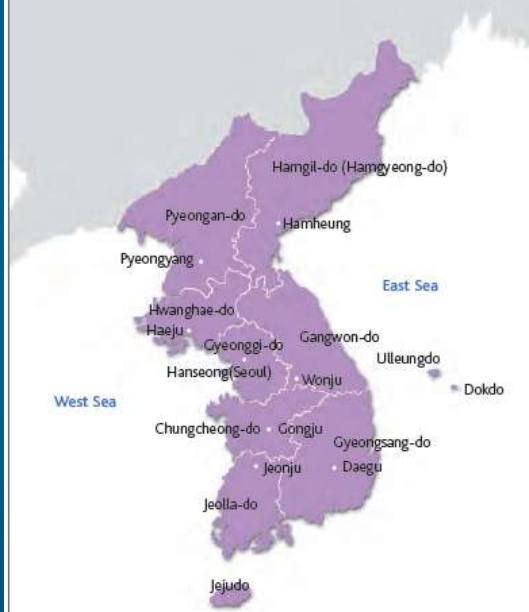 Hamgil-do (Hamgyeong-do)
Pyeongan-do
Hamheung
Pyeongyang
East Sea
Hwanghae-do
Haeju
Gangwon-do
Gyeonggi-do
Ulleungdo
Hanseong(Seoul)
Wonju
Dokdo
West Sea
Chungcheong-do
Gongju
Gyeongsang-do
Jeonju
Daegu
Jeolla-do
Jejudo